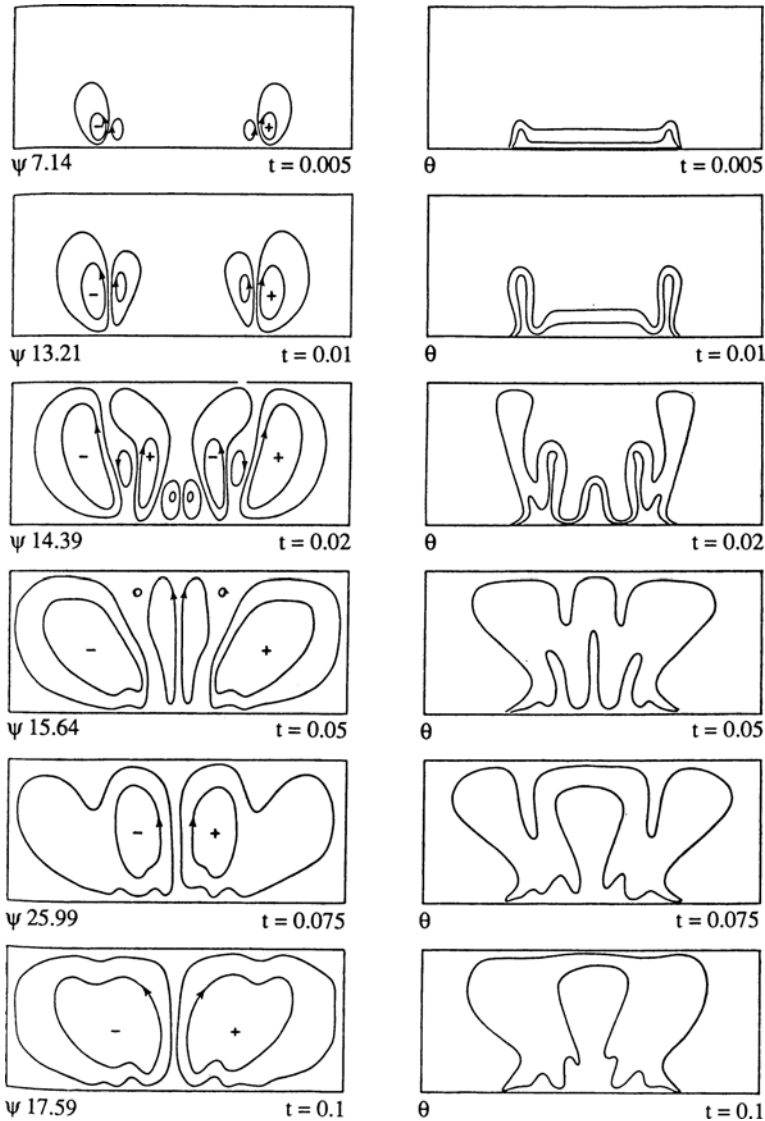 - +
ψ 7.14 t = 0.005 θ t = 0.005
- +
ψ 13.21 t = 0.01 θ t = 0.01
- + - +
ψ 14.39 t = 0.02 θ t = 0.02
- +
ψ 15.64 t = 0.05 θ t = 0.05
- +
ψ 25.99 t = 0.075 θ t = 0.075
- +
ψ 17.59 t = 0.1 θ t = 0.1